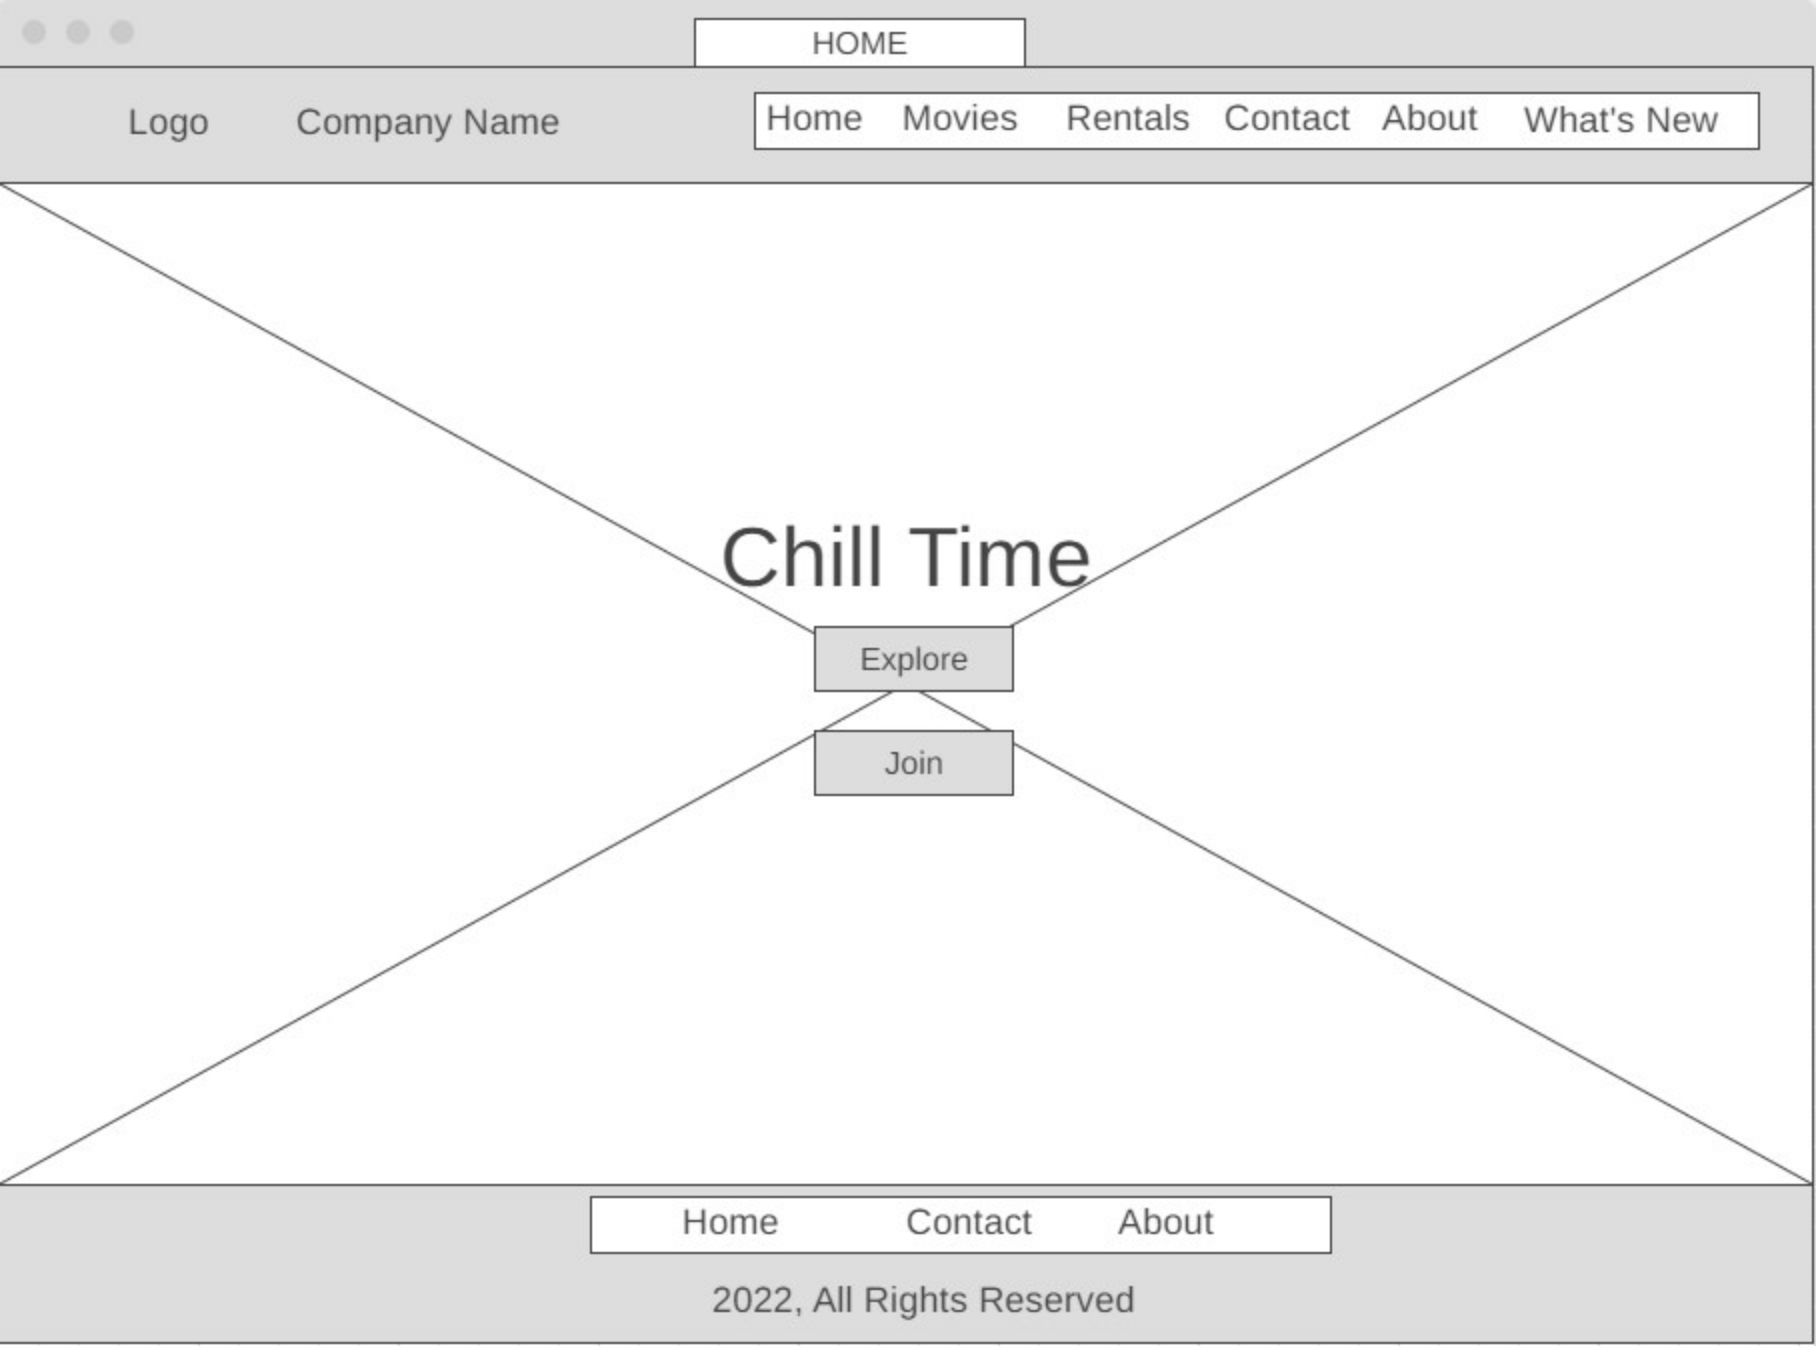 HOME
Logo Company Name Home Movies Rentals Contact About What's New
Chill Time
Explore
Join
Home Contact About
2022, All Rights Reserved